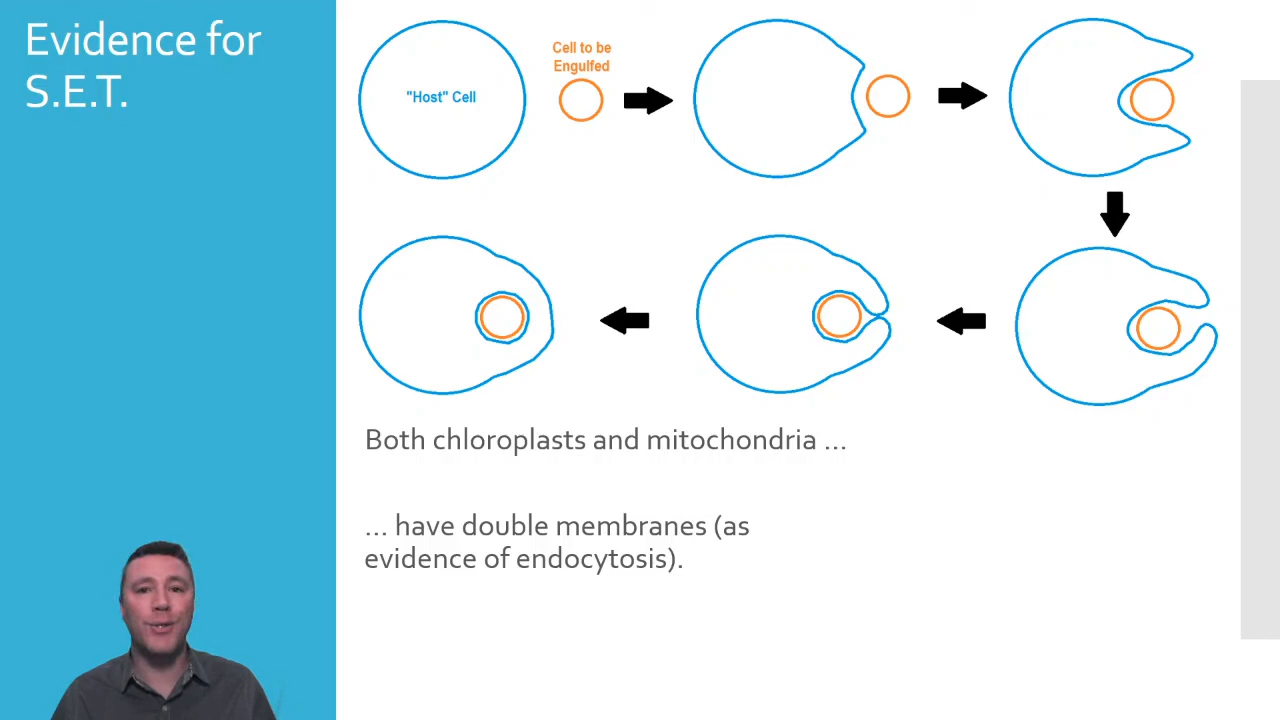 Evidence for
S.E.T.
"Host" Cell
Cell to be
Engulfed
Both chloroplasts and mitochondria ...
... have double membranes (as
evidence of endocytosis).